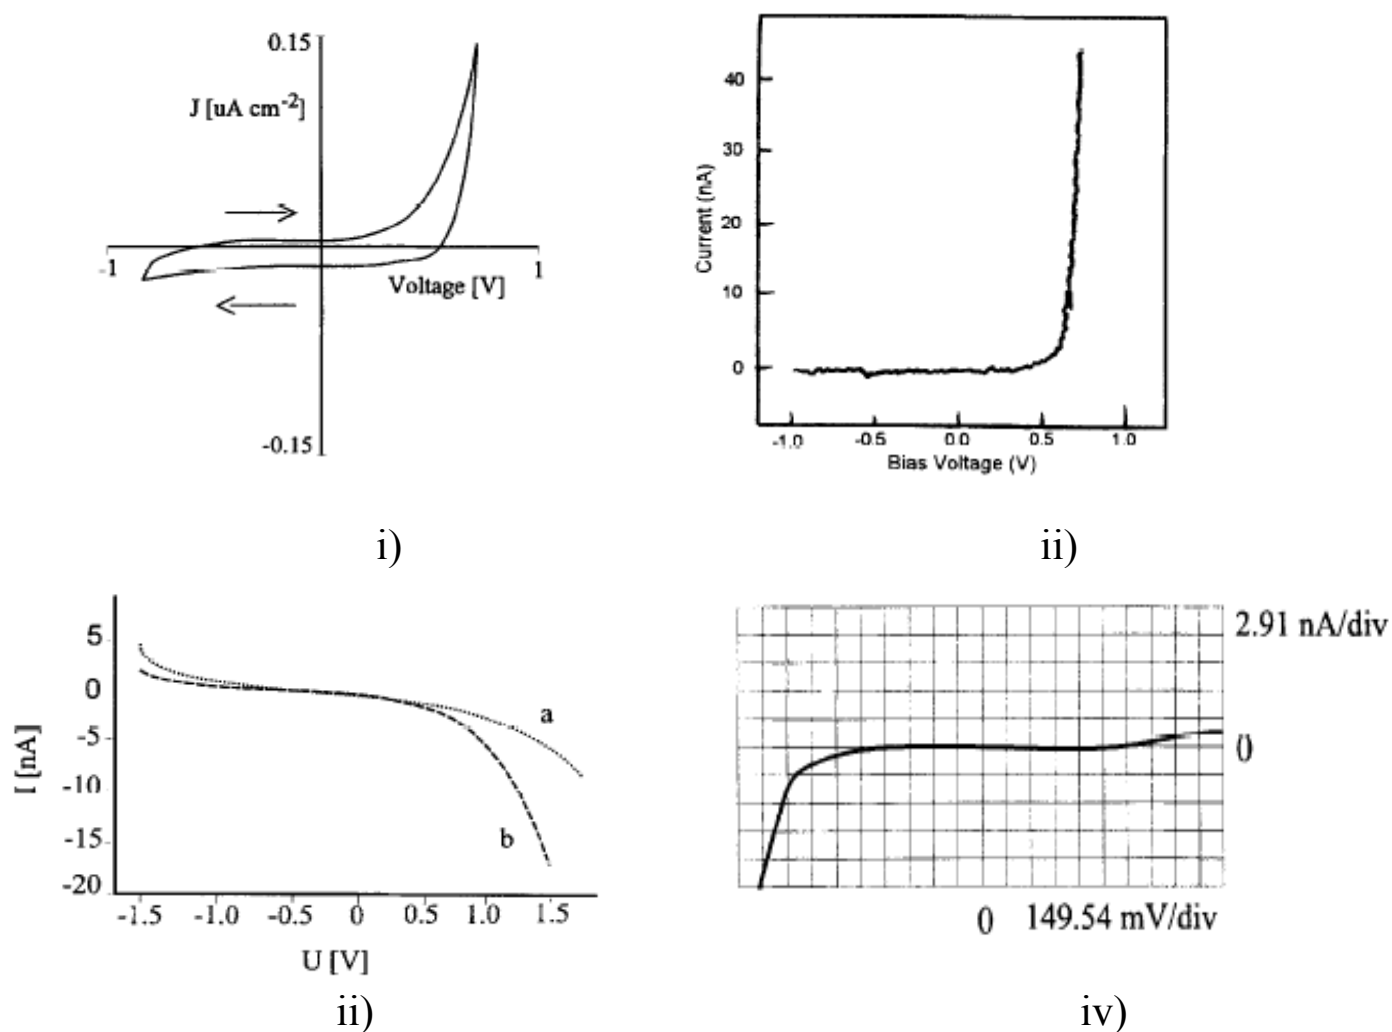 0.15
J [uA cm-2]
-1
1
Voltage [V]
-0.15
i)
40
30
20
10
0
Current (nA)
-1.0
-0.5
0.0
0.5
1.0
Bias Voltage (V)
ii)
5
0
-5
-10
-15
-20
I [nA]
a
b
-1.5
-1.0
-0.5
0
0.5
1.0
1.5
U [V]
ii)
2.91 nA/div
0
0 149.54 mV/div
iv)